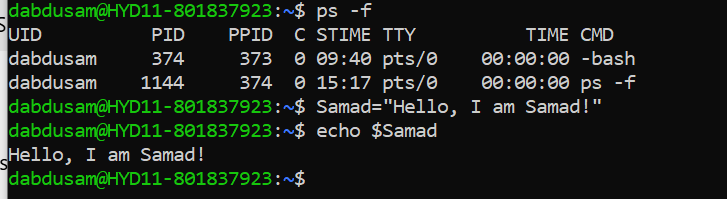 dabdusam@HYD11-801837923:~$ ps -f
UID          PID    PPID  C STIME TTY          TIME CMD
dabdusam     374     373  0 09:40 pts/0    00:00:00 -bash
dabdusam    1144     374  0 15:17 pts/0    00:00:00 ps -f
dabdusam@HYD11-801837923:~$ Samad="Hello, I am Samad!"
dabdusam@HYD11-801837923:~$ echo $Samad
Hello, I am Samad!
dabdusam@HYD11-801837923:~$